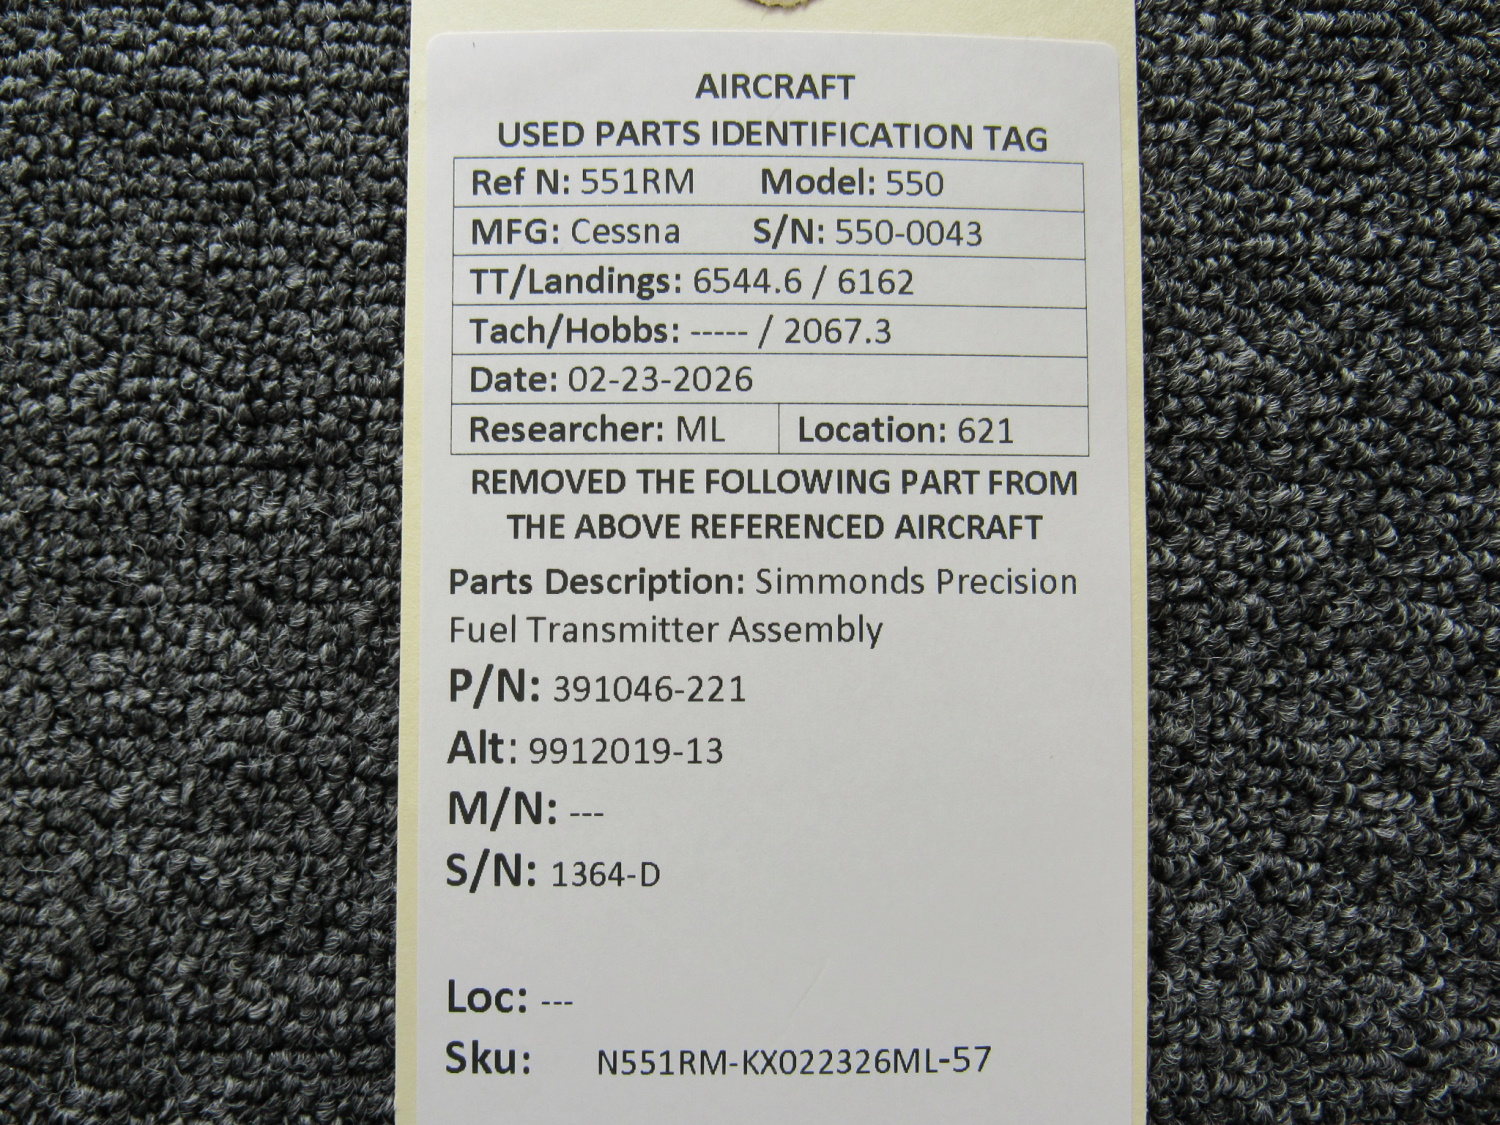 AIRCRAFT
USED PARTS IDENTIFICATION TAG
Ref N: 551RM Model: 550
MFG: Cessna S/N: 550-0043
TT/Landings: 6544.6 / 6162
Tach/Hobbs: ----- / 2067.3
Date: 02-23-2026
Researcher: ML Location: 621
REMOVED THE FOLLOWING PART FROM
THE ABOVE REFERENCED AIRCRAFT
Parts Description: Simmonds Precision
Fuel Transmitter Assembly
P/N: 391046-221
Alt: 9912019-13
M/N: ---
S/N: 1364-D
Loc: ---
Sku: N551RM-KX022326ML-57